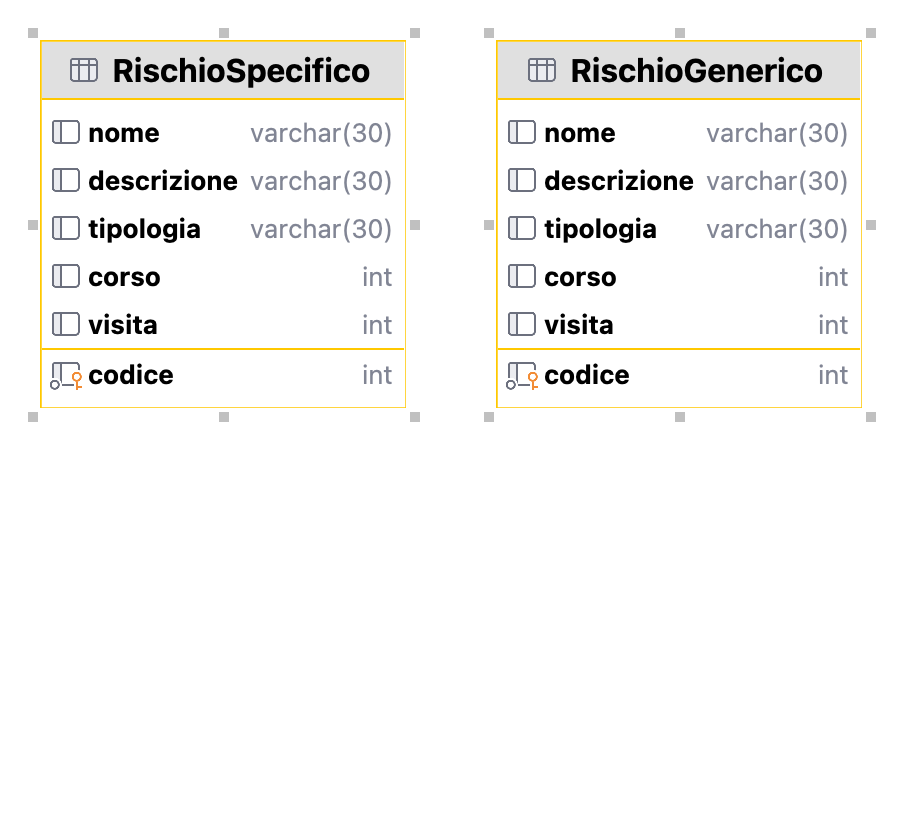 RischioSpecifico
nome varchar(30)
descrizione varchar(30)
tipologia varchar(30)
corso int
visita int
codice int
RischioGenerico
nome varchar(30)
descrizione varchar(30)
tipologia varchar(30)
corso int
visita int
codice int